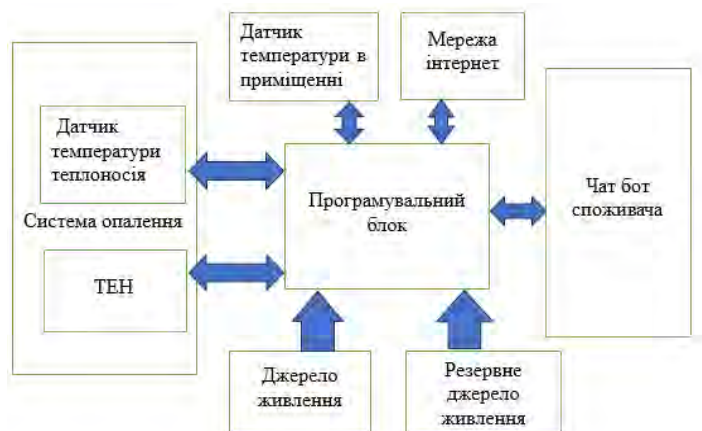 Датчик
температури в
приміщенні
Мережа
інтернет
Датчик
температури
теплоносія
Система опалення
ТЕН
Програмувальний
блок
Чат бот
споживача
Джерело
живлення
Резервне
джерело
живлення